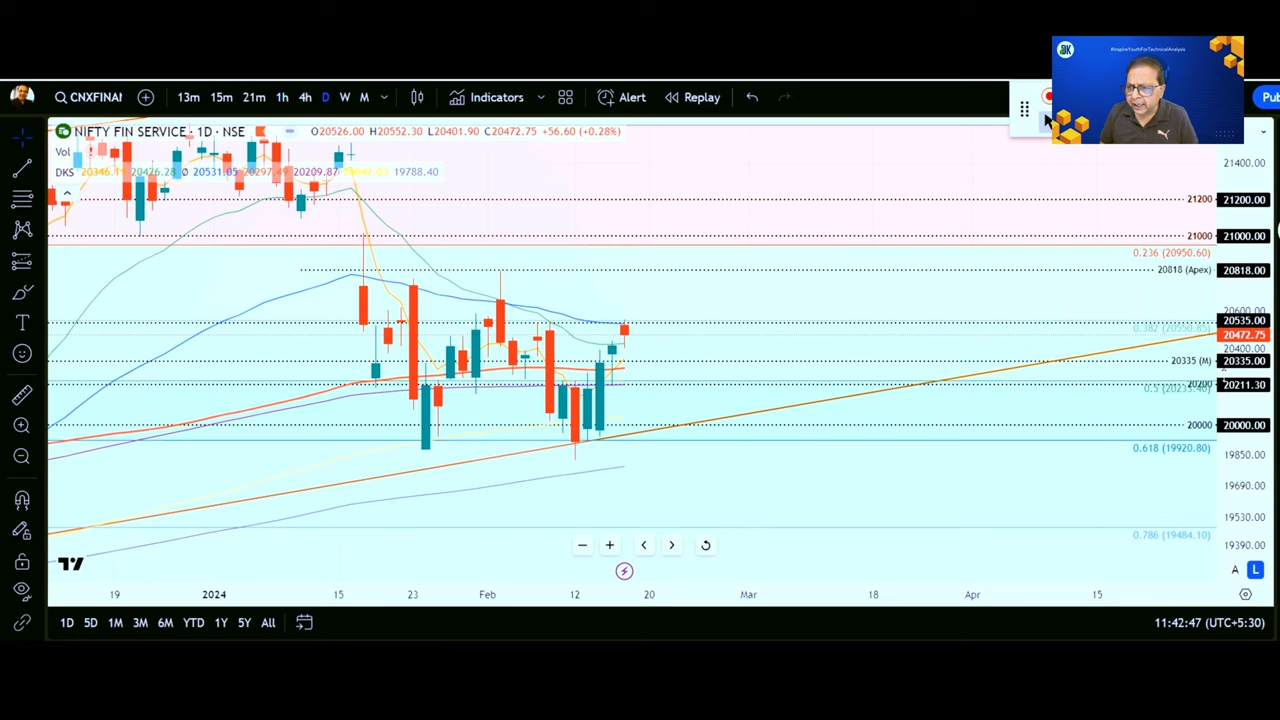 DK
#InspireYouthForTechnicalAnalysis
CNXFINAN 13m 15m 21m 1h 4h D W M Indicators Alert Replay Pub
NIFTY FIN SERVICE · 1D · NSE O20526.00 H20552.30 L20401.90 C20472.75 +56.60 (+0.28%)
Vol
DKS 20426.28 Ø 20531.05 20297.49 20209.87 19788.40
21400.00
21200 21200.00
21000 21000.00
0.236 (20950.60)
20818 (Apex) 20818.00
20600.00
20535.00
0.382 (20550.85)
20472.75
20400.00
20335 (M) 20335.00
20200 20211.30
0.5 (20235.40)
20000 20000.00
0.618 (19920.80) 19850.00
19690.00
19530.00
0.786 (19484.10)
19390.00
A L
19 2024 15 23 Feb 12 20 Mar 18 Apr 15
1D 5D 1M 3M 6M YTD 1Y 5Y All 11:42:47 (UTC+5:30)